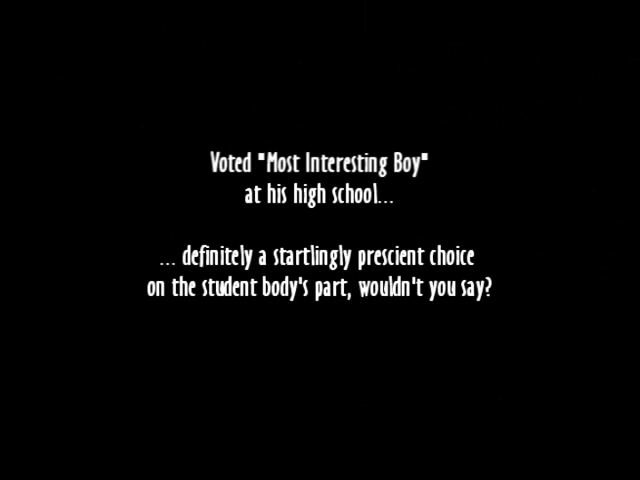 Voted "Most Interesting Boy"
at his high school...
... definitely a startlingly prescient choice
on the student body's part, wouldn't you say?